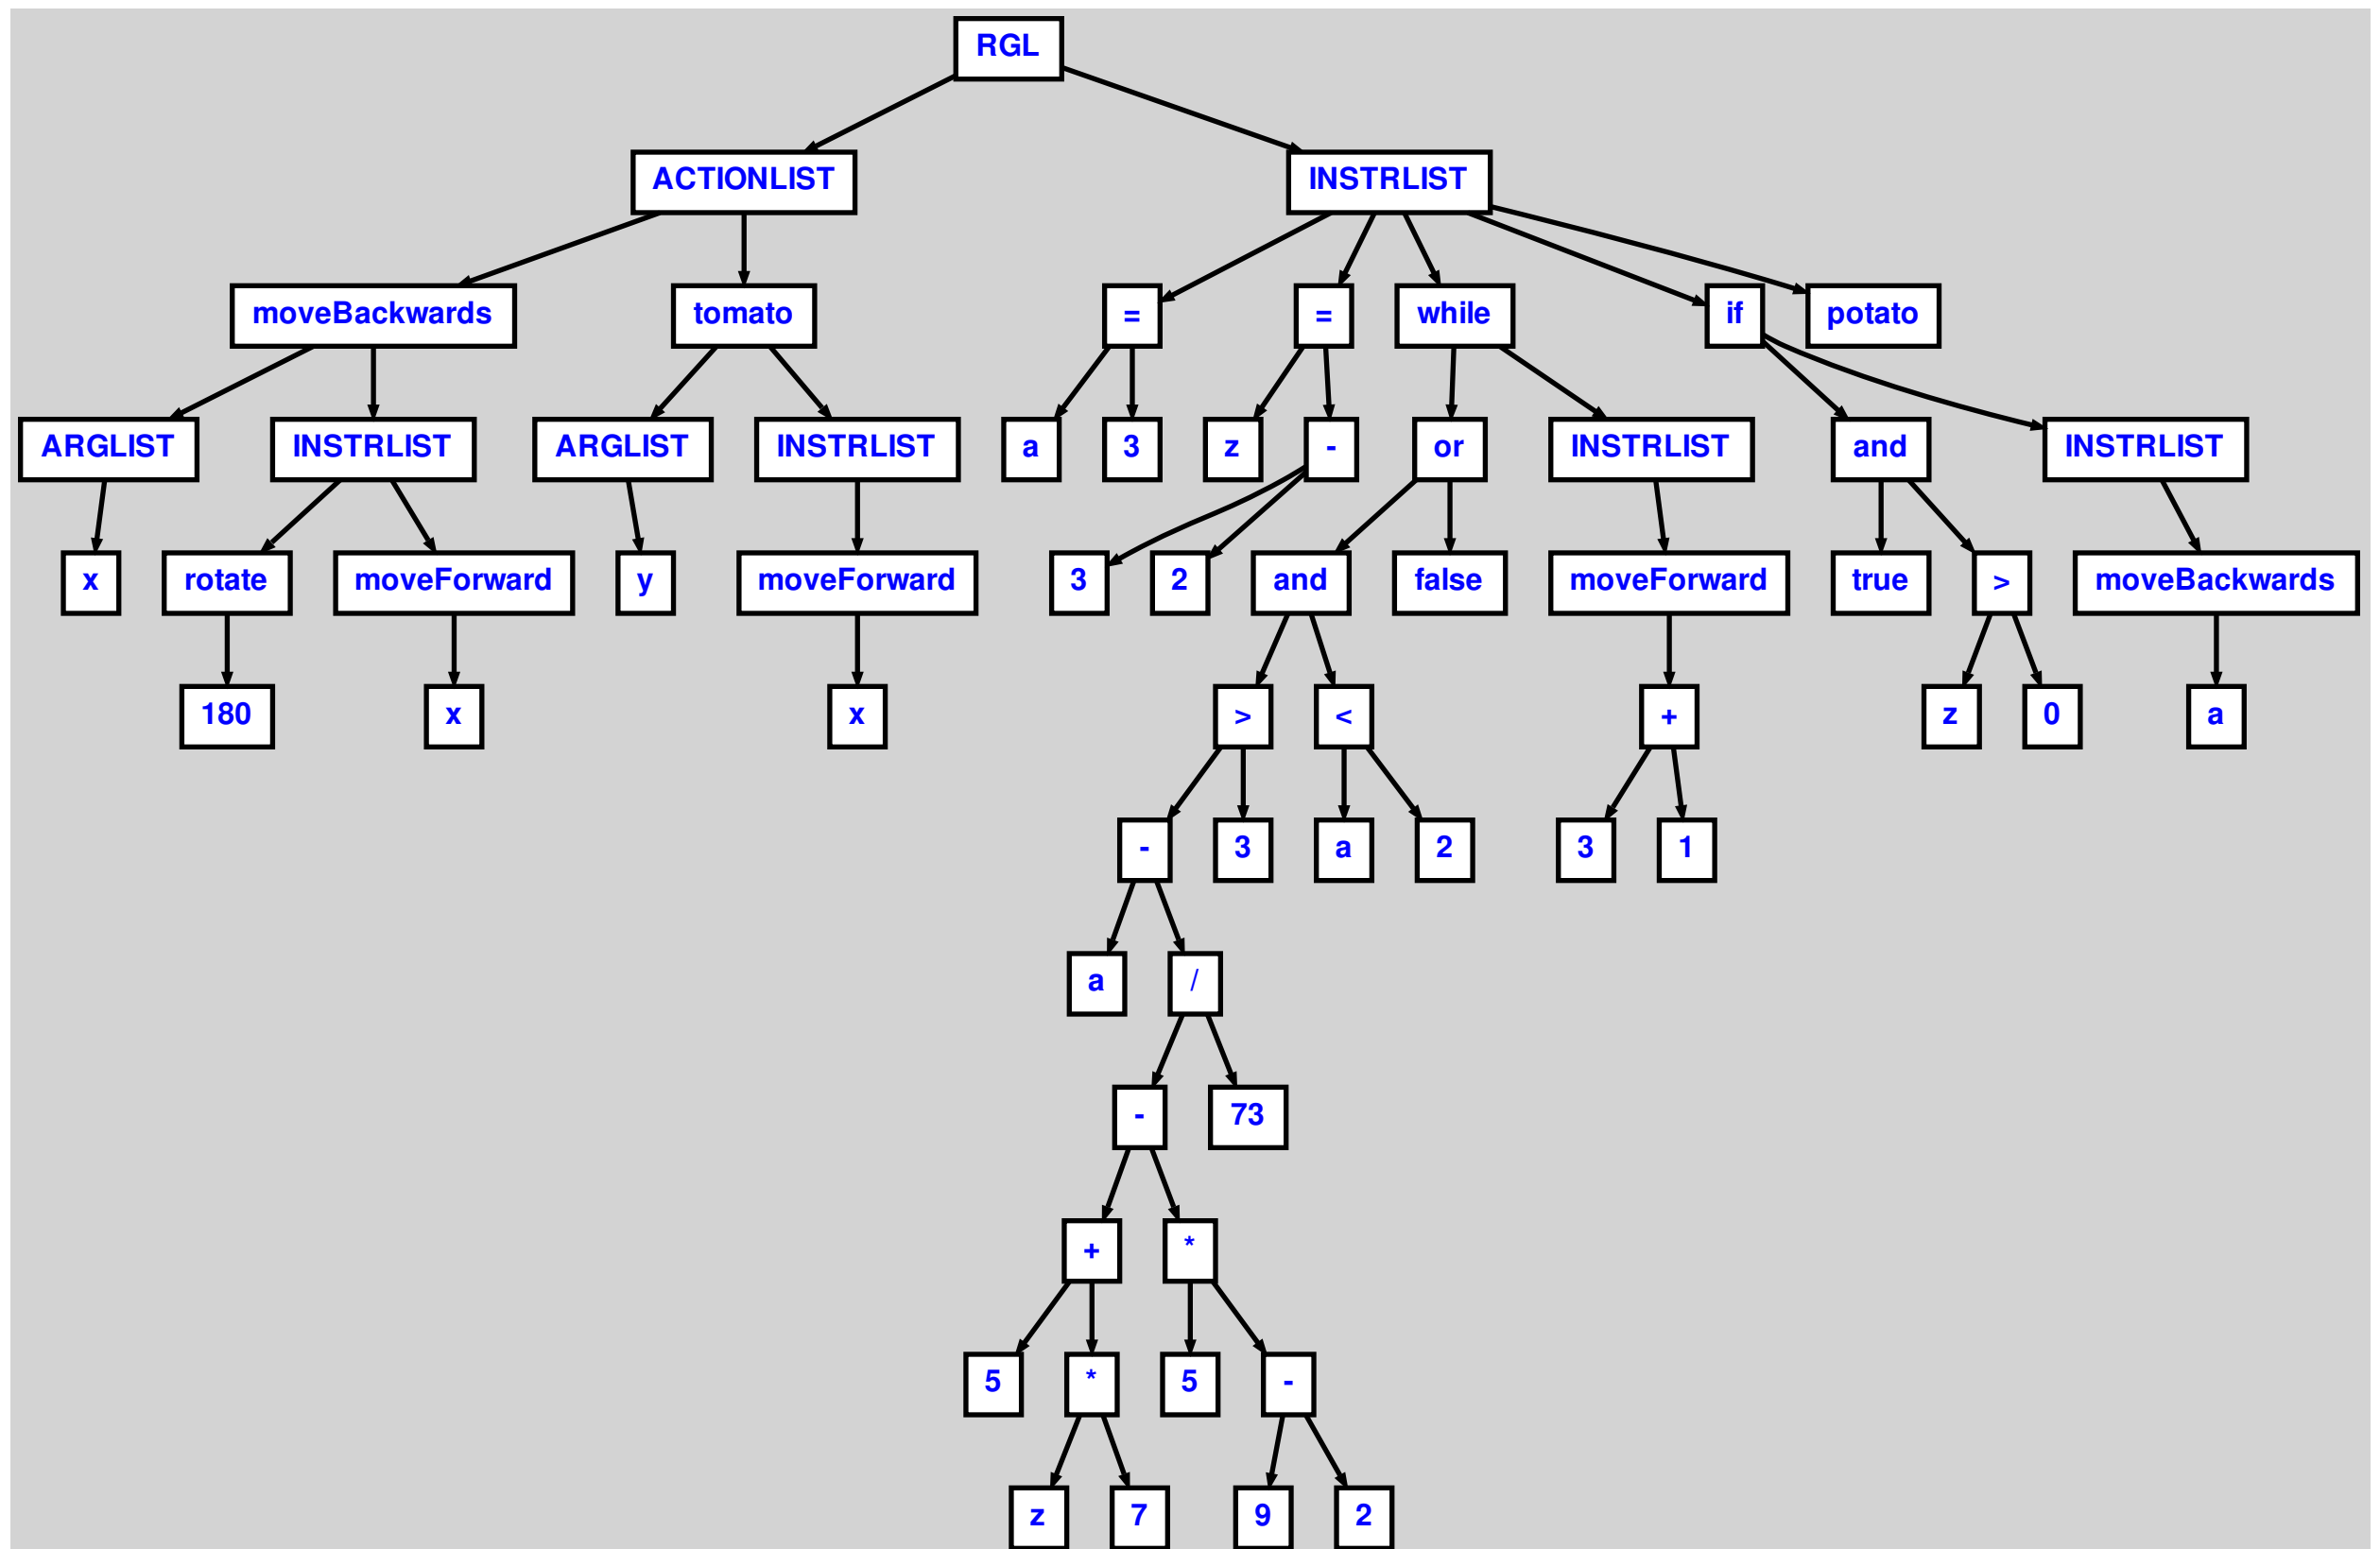 RGL
ACTIONLIST INSTRLIST
moveBackwards tomato = = while if potato
ARGLIST INSTRLIST ARGLIST INSTRLIST a 3 z - or INSTRLIST and INSTRLIST
x rotate moveForward y moveForward 3 2 and false moveForward true > moveBackwards
180 x x > < + z 0 a
- 3 a 2 3 1
a /
- 73
+ *
5 * 5 -
z 7 9 2